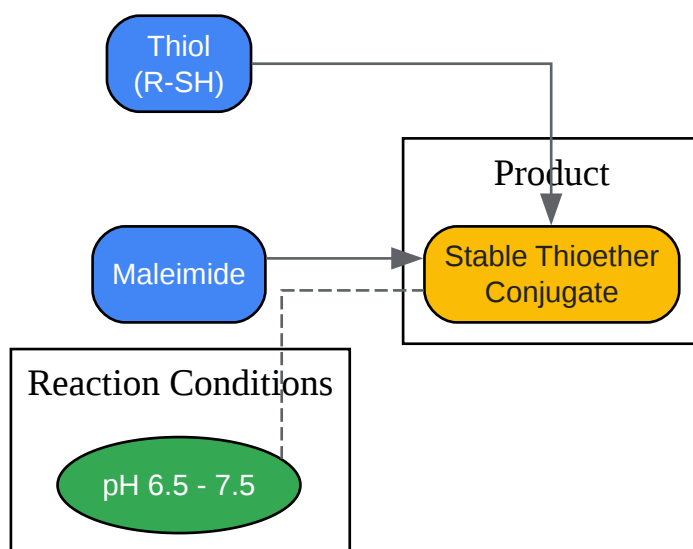 Thiol
(R-SH)
Product
Maleimide
Stable Thioether
Conjugate
Reaction Conditions
pH 6.5 - 7.5